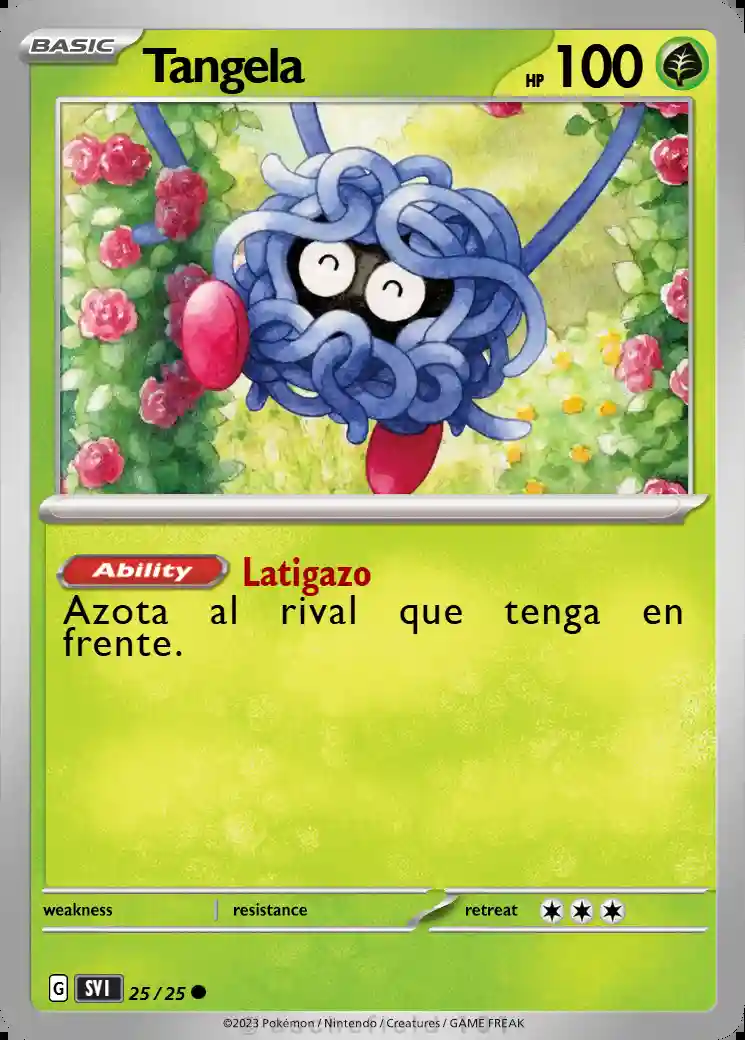 BASIC Tangela HP 100
Ability Latigazo
Azota al rival que tenga en
frente.
weakness resistance retreat
G SVI 25/25
©2023 Pokémon / Nintendo / Creatures / GAME FREAK